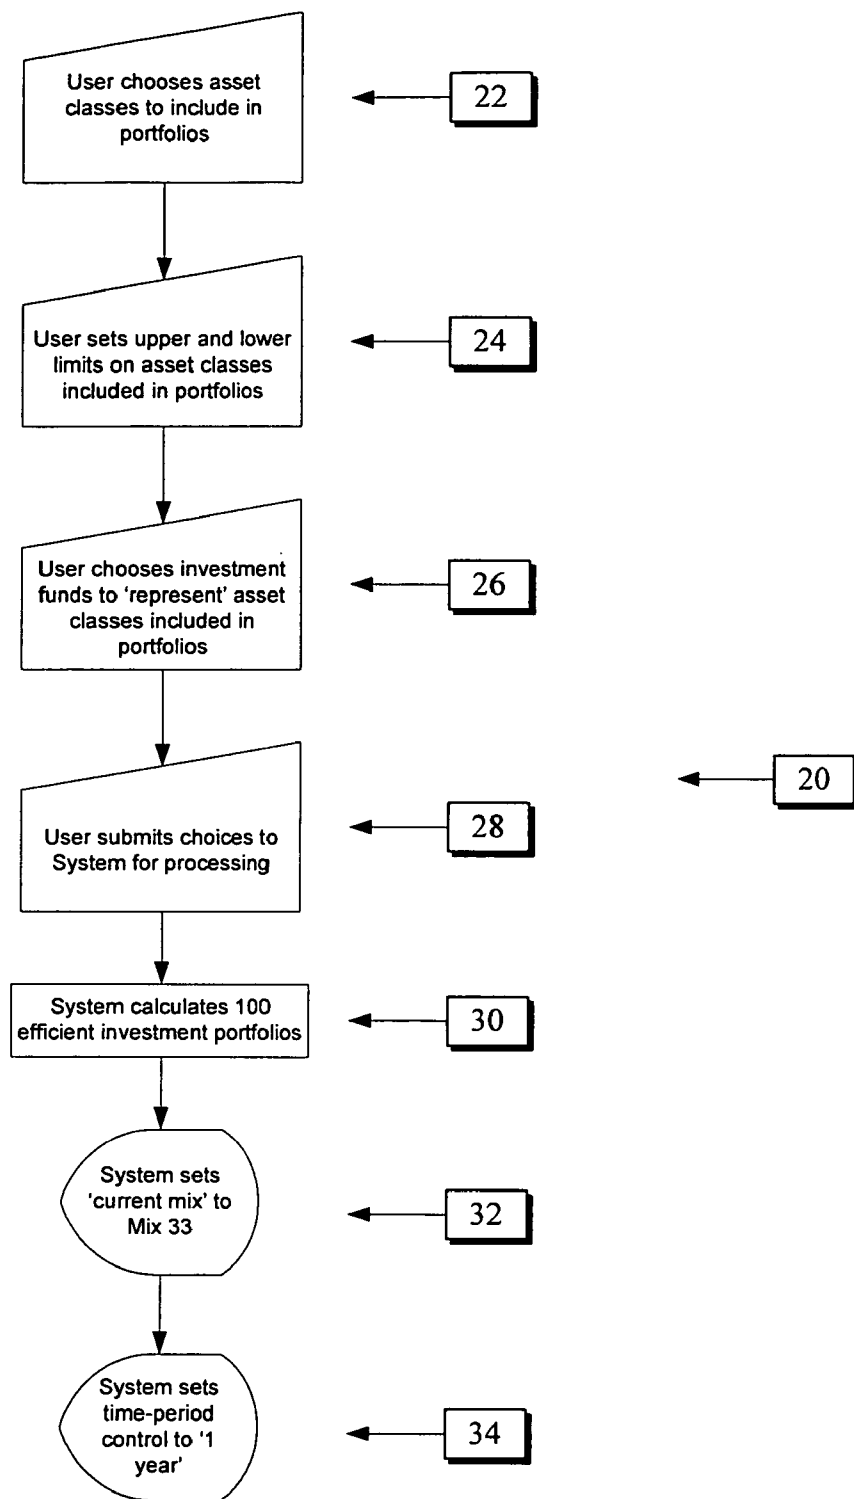 User chooses asset
classes to include in
portfolios
22
User sets upper and lower
limits on asset classes
included in portfolios
24
User chooses investment
funds to 'represent' asset
classes included in
portfolios
26
20
User submits choices to
System for processing
28
System calculates 100
efficient investment portfolios
30
System sets
'current mix' to
Mix 33
32
System sets
time-period
control to '1
year'
34